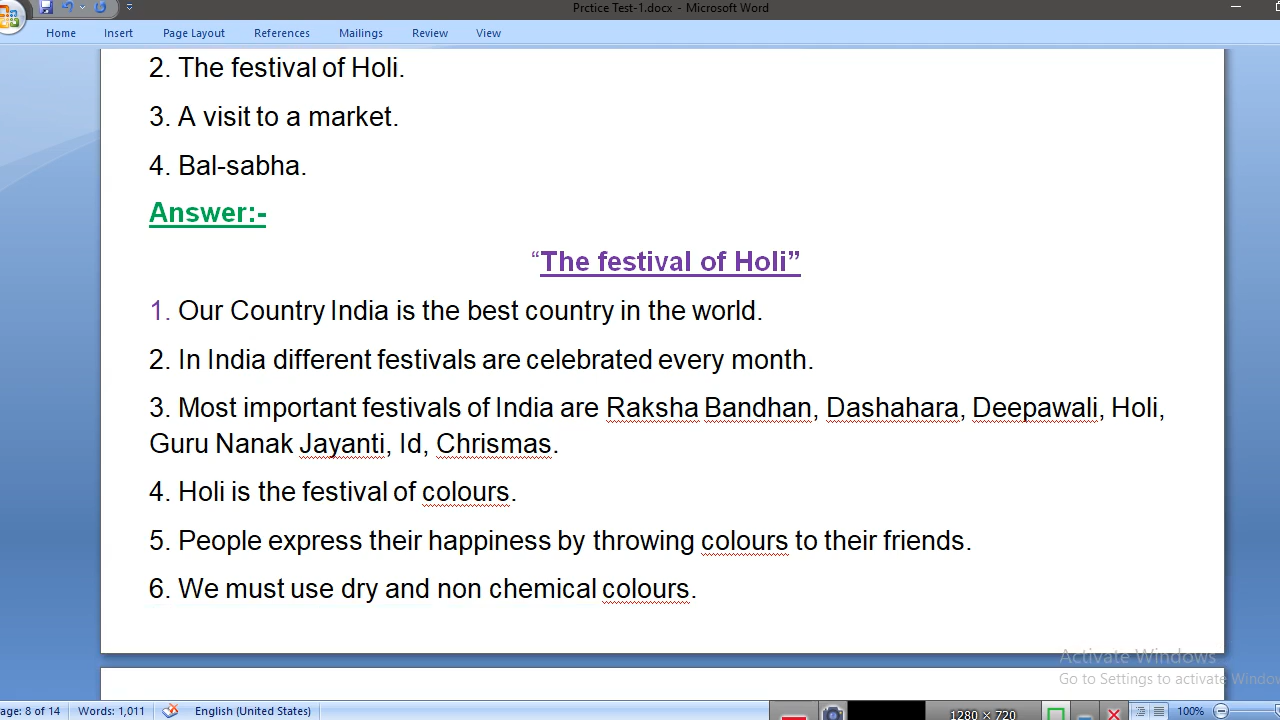 Prctice Test-1.docx - Microsoft Word
Home Insert Page Layout References Mailings Review View
2. The festival of Holi.
3. A visit to a market.
4. Bal-sabha.
Answer:-
“The festival of Holi”
1. Our Country India is the best country in the world.
2. In India different festivals are celebrated every month.
3. Most important festivals of India are Raksha Bandhan, Dashahara, Deepawali, Holi,
Guru Nanak Jayanti, Id, Chrismas.
4. Holi is the festival of colours.
5. People express their happiness by throwing colours to their friends.
6. We must use dry and non chemical colours.
Activate Windows
Go to Settings to activate Windows
age: 8 of 14 Words: 1,011 English (United States) 1280 × 720 100%